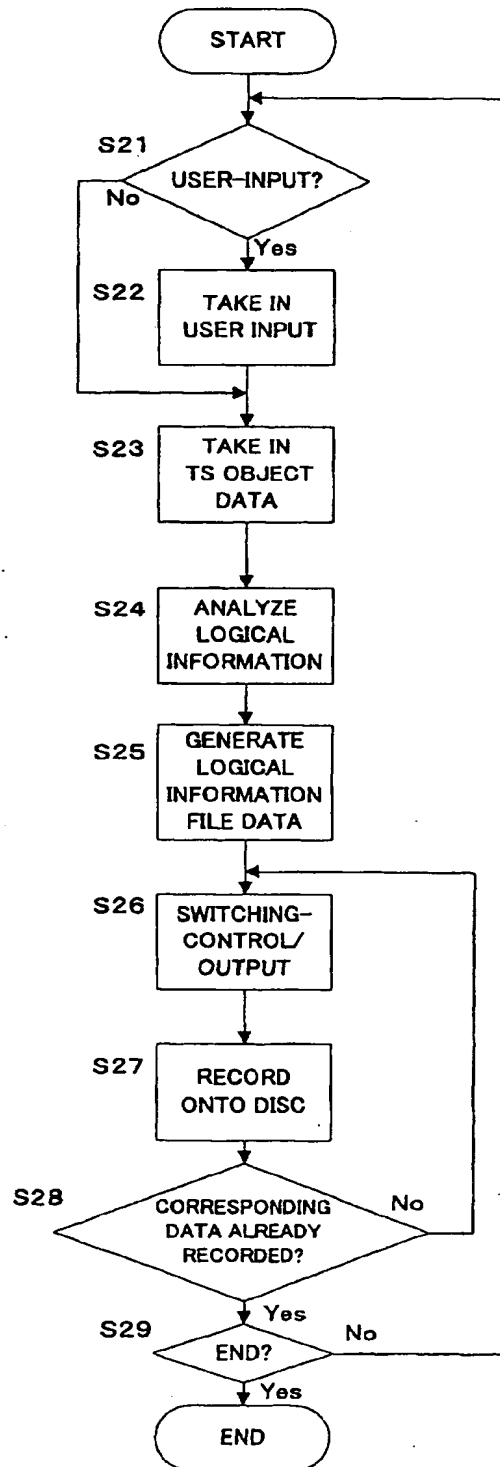 START
S21
USER-INPUT?
No
Yes
S22
TAKE IN
USER INPUT
S23
TAKE IN
TS OBJECT
DATA
S24
ANALYZE
LOGICAL
INFORMATION
S25
GENERATE
LOGICAL
INFORMATION
FILE DATA
S26
SWITCHING-
CONTROL/
OUTPUT
S27
RECORD
ONTO DISC
S28
CORRESPONDING
DATA ALREADY
RECORDED?
No
Yes
S29
END?
No
Yes
END